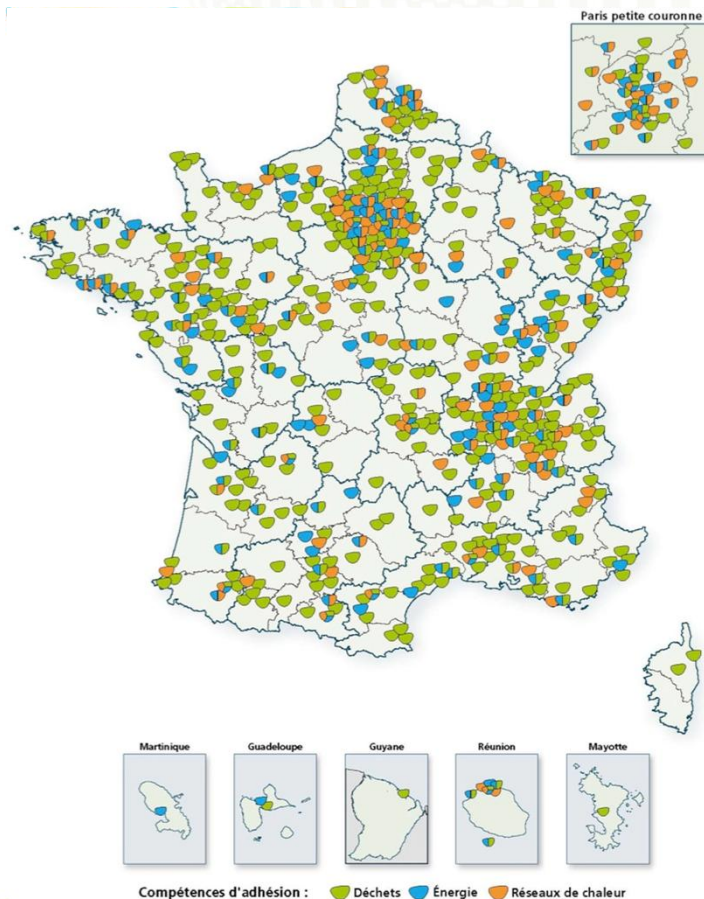 Paris petite couronne
Martinique
Guadeloupe
Guyane
Réunion
Mayotte
Compétences d'adhésion :
Déchets
Énergie
Réseaux de chaleur